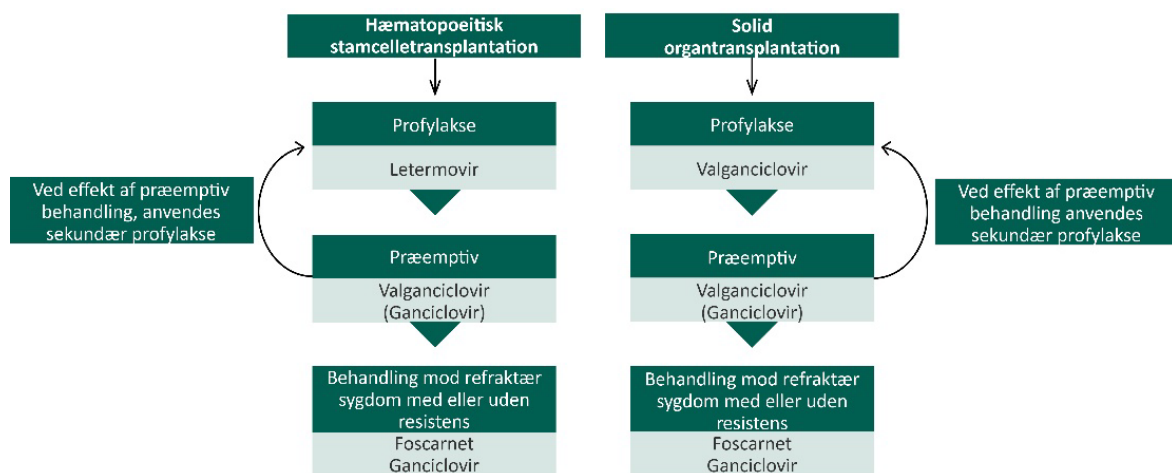 Hæmatopoeitisk
stamcelletransplantation
Solid
organtransplantation
Profylakse
Letermovir
Profylakse
Valganciclovir
Ved effekt af præemptiv
behandling, anvendes
sekundær profylakse
Ved effekt af præemptiv
behandling anvendes
sekundær profylakse
Præemptiv
Valganciclovir
(Ganciclovir)
Præemptiv
Valganciclovir
(Ganciclovir)
Behandling mod refraktær
sygdom med eller uden
resistens
Foscarnet
Ganciclovir
Behandling mod refraktær
sygdom med eller uden
resistens
Foscarnet
Ganciclovir